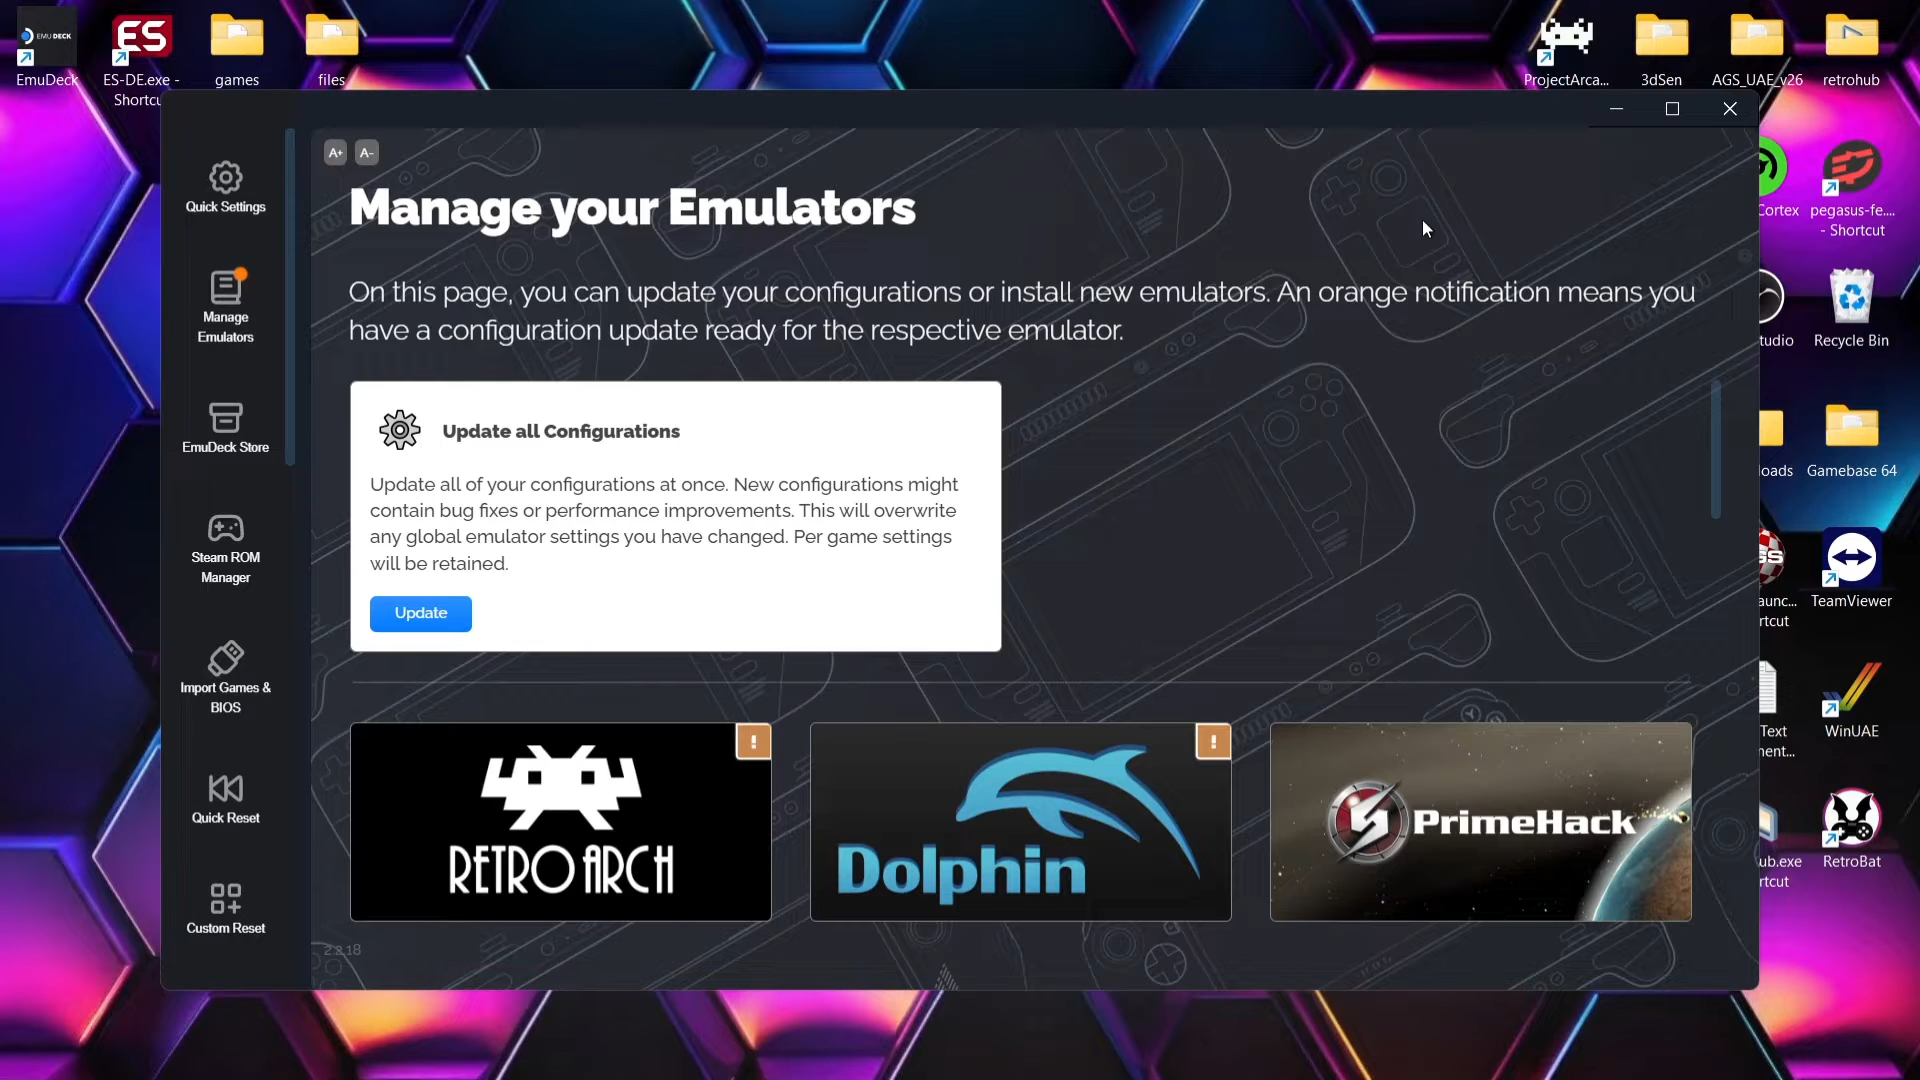 EMUDECK
EmuDeck
ES
ES-DE.exe -
Shortcu
games
files
ProjectArca...
3dSen
AGS_UAE_v26
retrohub
Quick Settings
Manage
Emulators
EmuDeck Store
Steam ROM
Manager
Import Games &
BIOS
Quick Reset
Custom Reset
A+
A-
Manage your Emulators
On this page, you can update your configurations or install new emulators. An orange notification means you
have a configuration update ready for the respective emulator.
Update all Configurations
Update all of your configurations at once. New configurations might
contain bug fixes or performance improvements. This will overwrite
any global emulator settings you have changed. Per game settings
will be retained.
Update
!
RETROARCH
!
Dolphin
PrimeHack
2.2.18
Cortex
pegasus-fe....
- Shortcut
tudio
Recycle Bin
loads
Gamebase 64
GS
aunc...
rtcut
TeamViewer
Text
ment...
WinUAE
ub.exe
rtcut
RetroBat